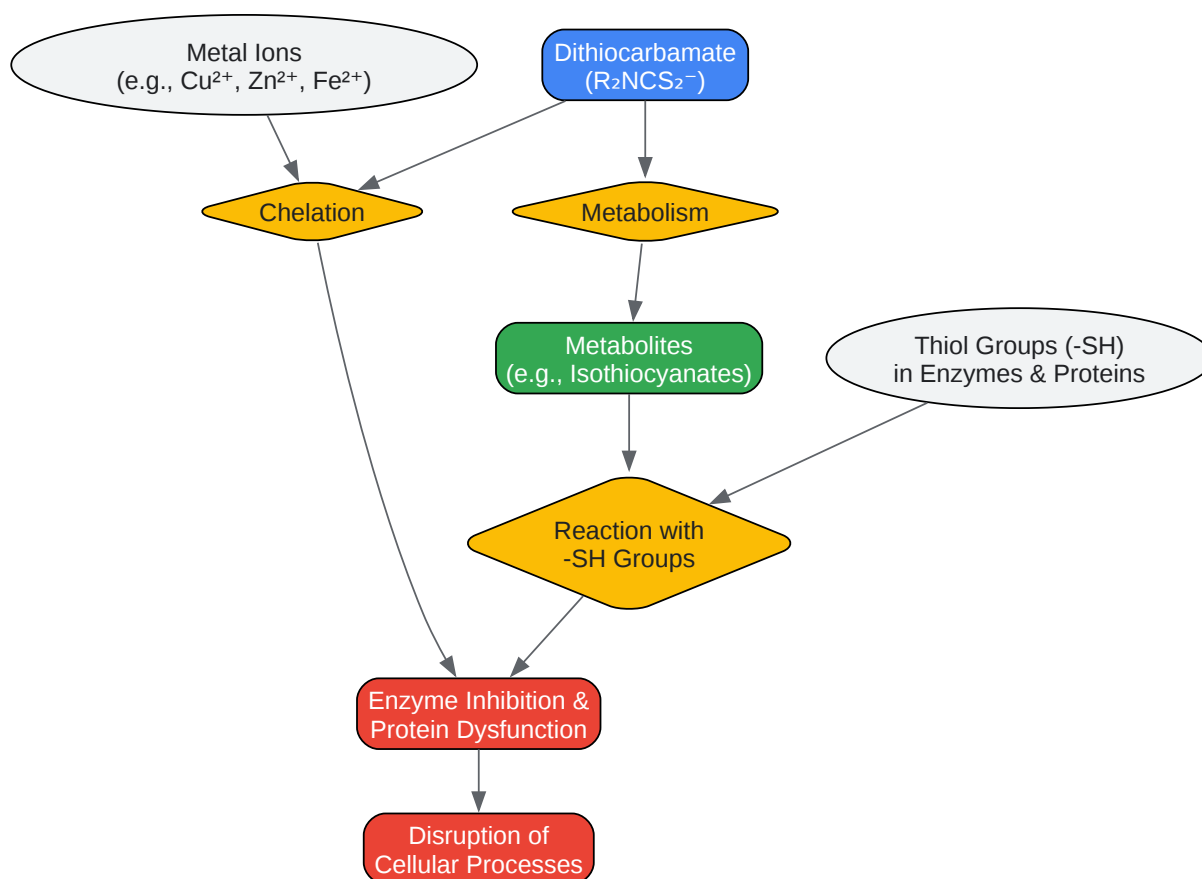 Metal Ions
(e.g., Cu²⁺, Zn²⁺, Fe²⁺)
Dithiocarbamate
(R₂NCS₂⁻)
Chelation
Metabolism
Metabolites
(e.g., Isothiocyanates)
Thiol Groups (-SH)
in Enzymes & Proteins
Reaction with
-SH Groups
Enzyme Inhibition &
Protein Dysfunction
Disruption of
Cellular Processes